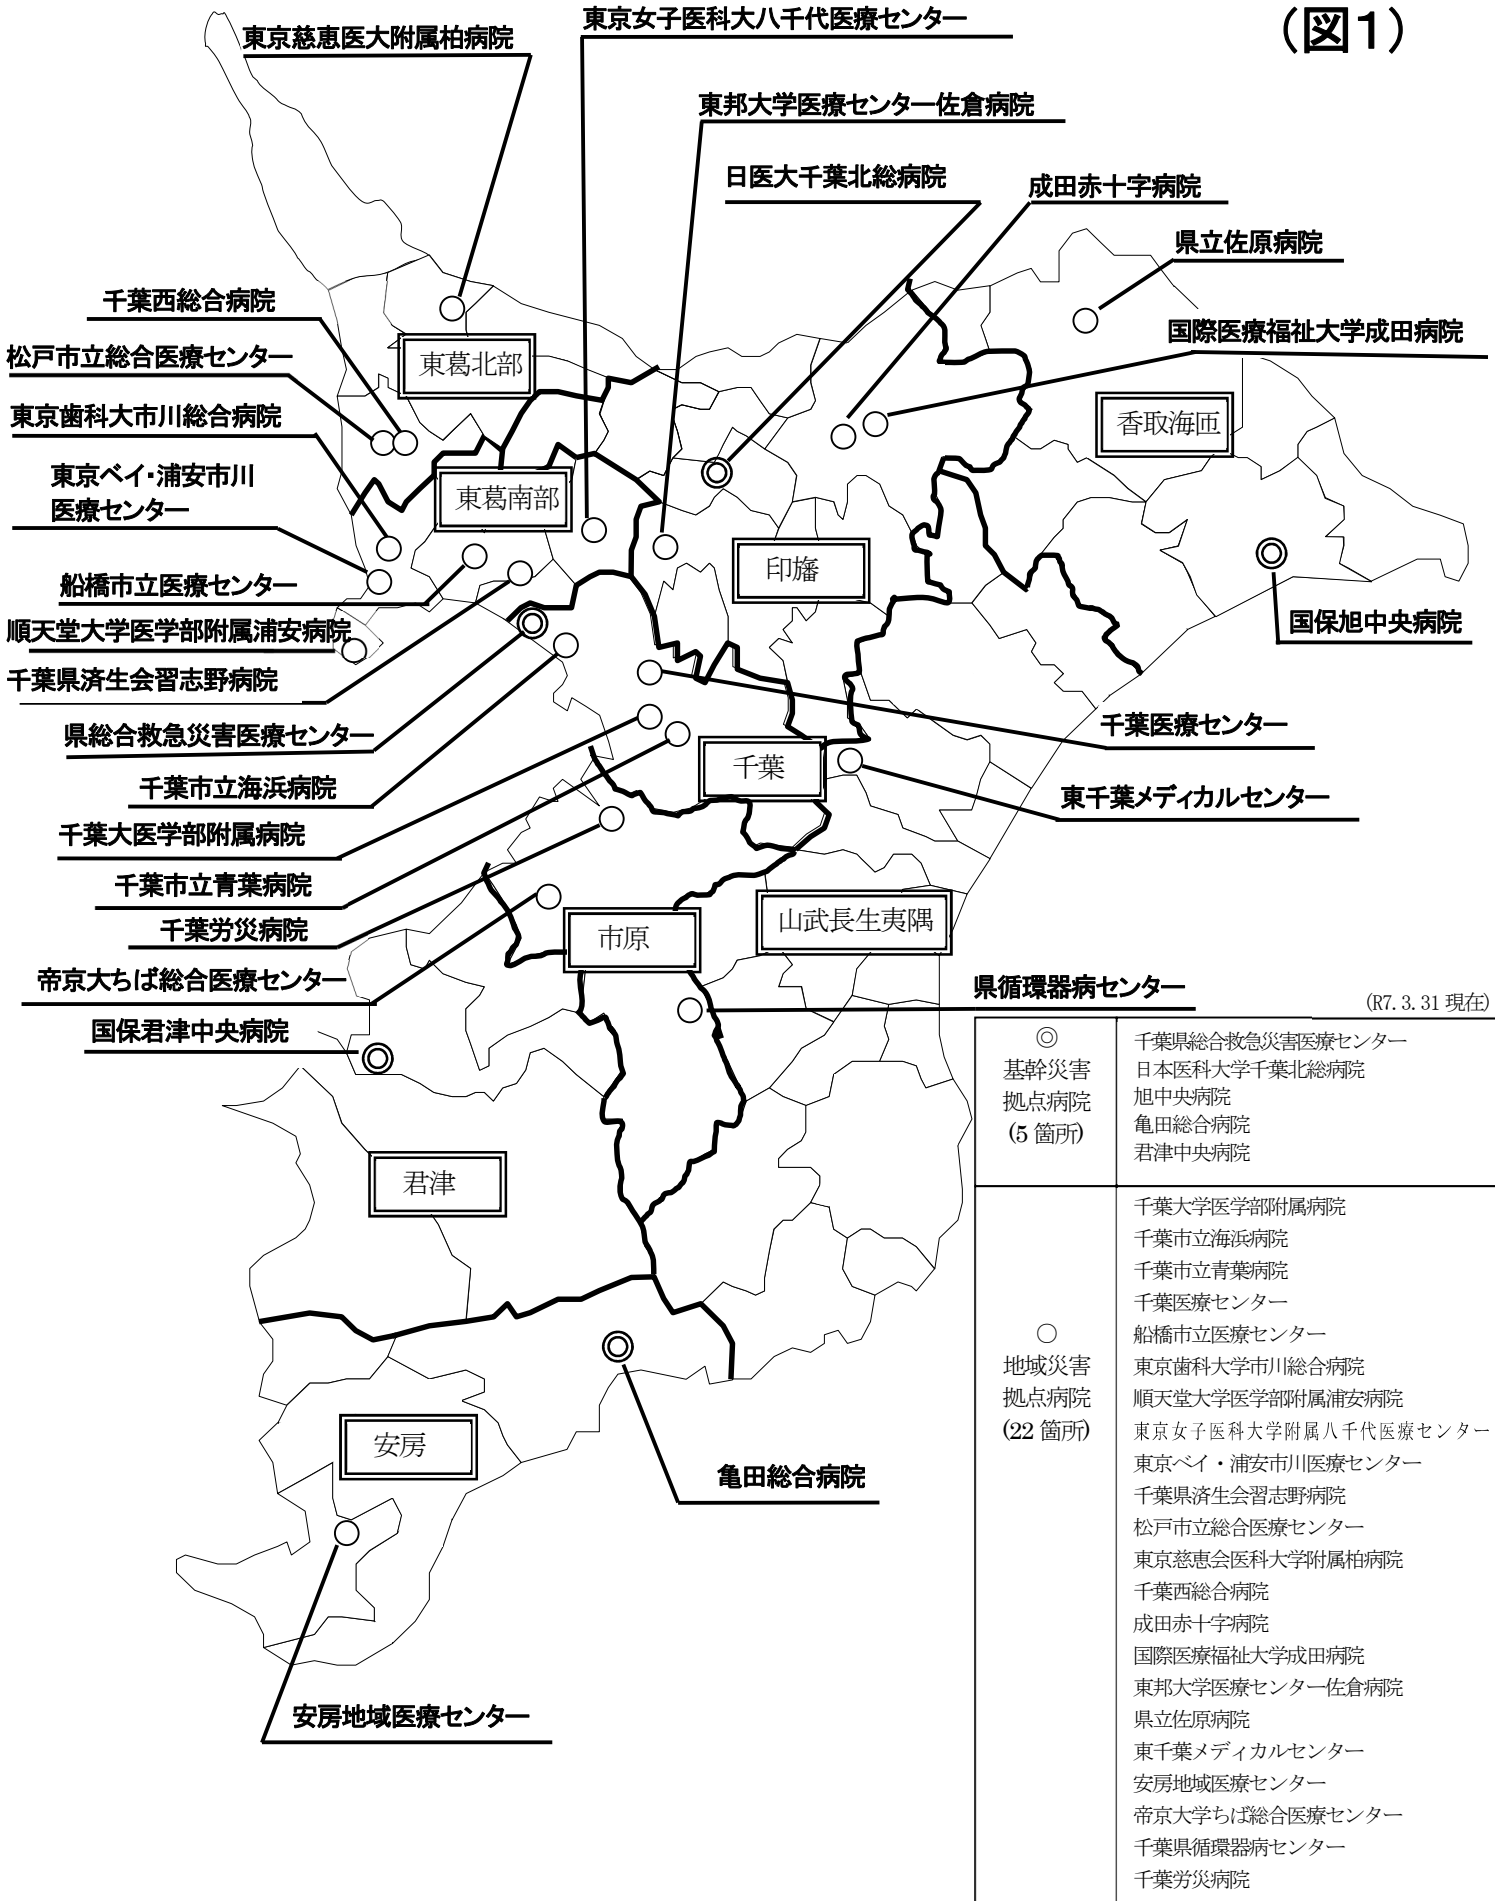 (図1)
東京慈恵医大附属柏病院
東京女子医科大八千代医療センター
東邦大学医療センター佐倉病院
日医大千葉北総病院
成田赤十字病院
県立佐原病院
千葉西総合病院
国際医療福祉大学成田病院
松戸市立総合医療センター
東葛北部
東京歯科大市川総合病院
香取海匝
東京ベイ・浦安市川
医療センター
東葛南部
印旛
船橋市立医療センター
国保旭中央病院
順天堂大学医学部附属浦安病院
千葉県済生会習志野病院
県総合救急災害医療センター
千葉医療センター
千葉
千葉市立海浜病院
東千葉メディカルセンター
千葉大医学部附属病院
千葉市立青葉病院
千葉労災病院
市原
山武長生夷隅
帝京大ちば総合医療センター
県循環器病センター
国保君津中央病院
君津
安房
亀田総合病院
安房地域医療センター
(R7.3.31 現在)
◎
基幹災害
拠点病院
(5 箇所)
千葉県総合救急災害医療センター
日本医科大学千葉北総病院
旭中央病院
亀田総合病院
君津中央病院
○
地域災害
拠点病院
(22 箇所)
千葉大学医学部附属病院
千葉市立海浜病院
千葉市立青葉病院
千葉医療センター
船橋市立医療センター
東京歯科大学市川総合病院
順天堂大学医学部附属浦安病院
東京女子医科大学附属八千代医療センター
東京ベイ・浦安市川医療センター
千葉県済生会習志野病院
松戸市立総合医療センター
東京慈恵会医科大学附属柏病院
千葉西総合病院
成田赤十字病院
国際医療福祉大学成田病院
東邦大学医療センター佐倉病院
県立佐原病院
東千葉メディカルセンター
安房地域医療センター
帝京大学ちば総合医療センター
千葉県循環器病センター
千葉労災病院